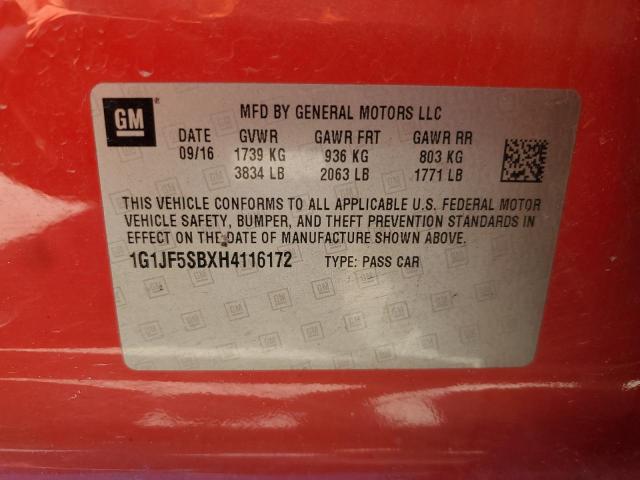 GM
MFD BY GENERAL MOTORS LLC
DATE GVWR GAWR FRT GAWR RR
09/16 1739 KG 936 KG 803 KG
3834 LB 2063 LB 1771 LB
THIS VEHICLE CONFORMS TO ALL APPLICABLE U.S. FEDERAL MOTOR
VEHICLE SAFETY, BUMPER, AND THEFT PREVENTION STANDARDS IN
EFFECT ON THE DATE OF MANUFACTURE SHOWN ABOVE.
1G1JF5SBXH4116172 TYPE: PASS CAR